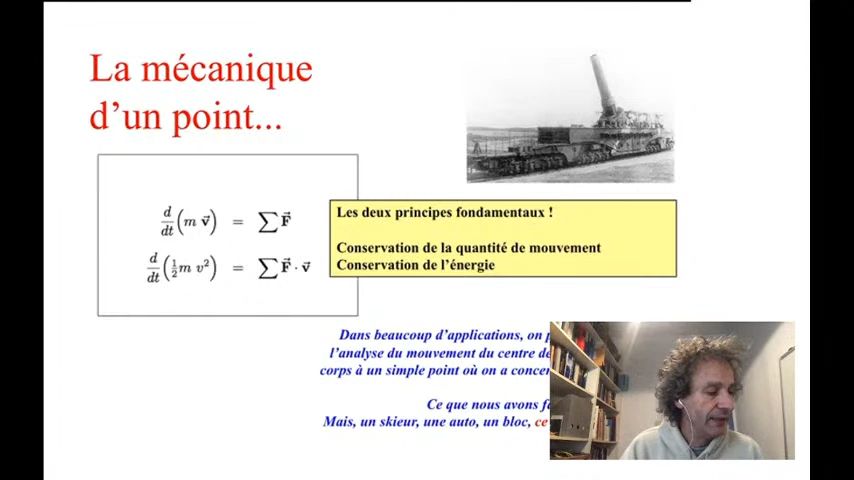 La mécanique
d’un point...
d/dt (m v⃗) = ∑ F⃗
d/dt (½ m v²) = ∑ F⃗ · v⃗
Les deux principes fondamentaux !
Conservation de la quantité de mouvement
Conservation de l’énergie
Dans beaucoup d’applications, on
l’analyse du mouvement du centre de
corps à un simple point où on a
Ce que nous avons
Mais, un skieur, une auto, un bloc, ce